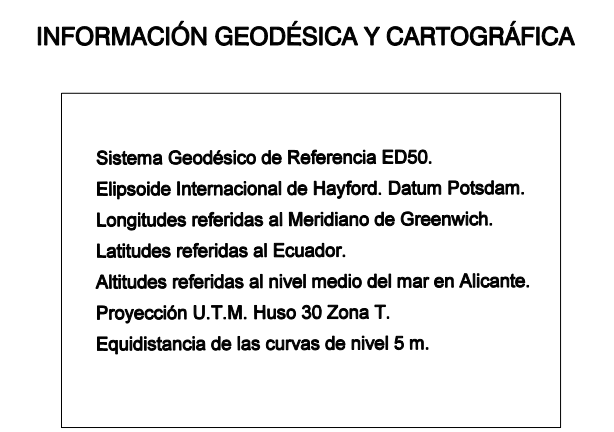 INFORMACIÓN GEODÉSICA Y CARTOGRÁFICA
Sistema Geodésico de Referencia ED50.
Elipsoide Internacional de Hayford. Datum Potsdam.
Longitudes referidas al Meridiano de Greenwich.
Latitudes referidas al Ecuador.
Altitudes referidas al nivel medio del mar en Alicante.
Proyección U.T.M. Huso 30 Zona T.
Equidistancia de las curvas de nivel 5 m.